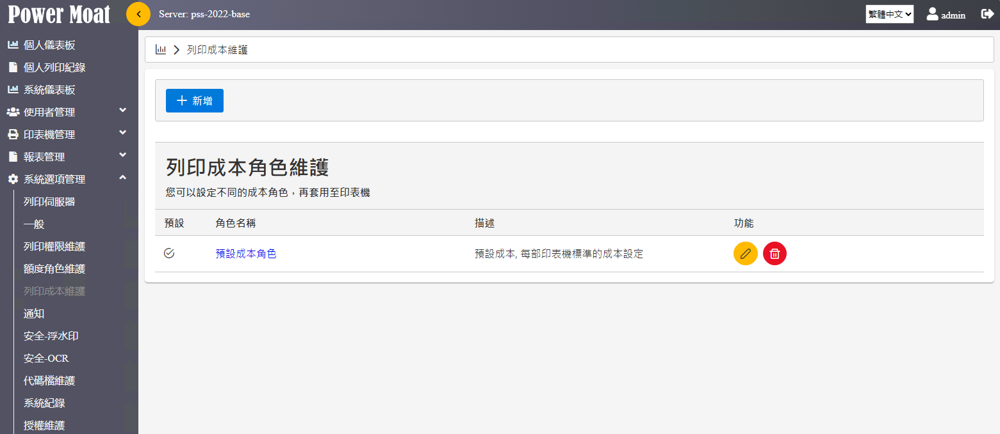 Power Moat
Server: pss-2022-base
繁體中文
admin
個人儀表板
個人列印紀錄
系統儀表板
使用者管理
印表機管理
報表管理
系統選項管理
列印伺服器
一般
列印權限維護
額度角色維護
列印成本維護
通知
安全-浮水印
安全-OCR
代碼檔維護
系統紀錄
授權維護
列印成本維護
新增
列印成本角色維護
您可以設定不同的成本角色，再套用至印表機
預設 角色名稱 描述 功能
預設成本角色 預設成本, 每部印表機標準的成本設定